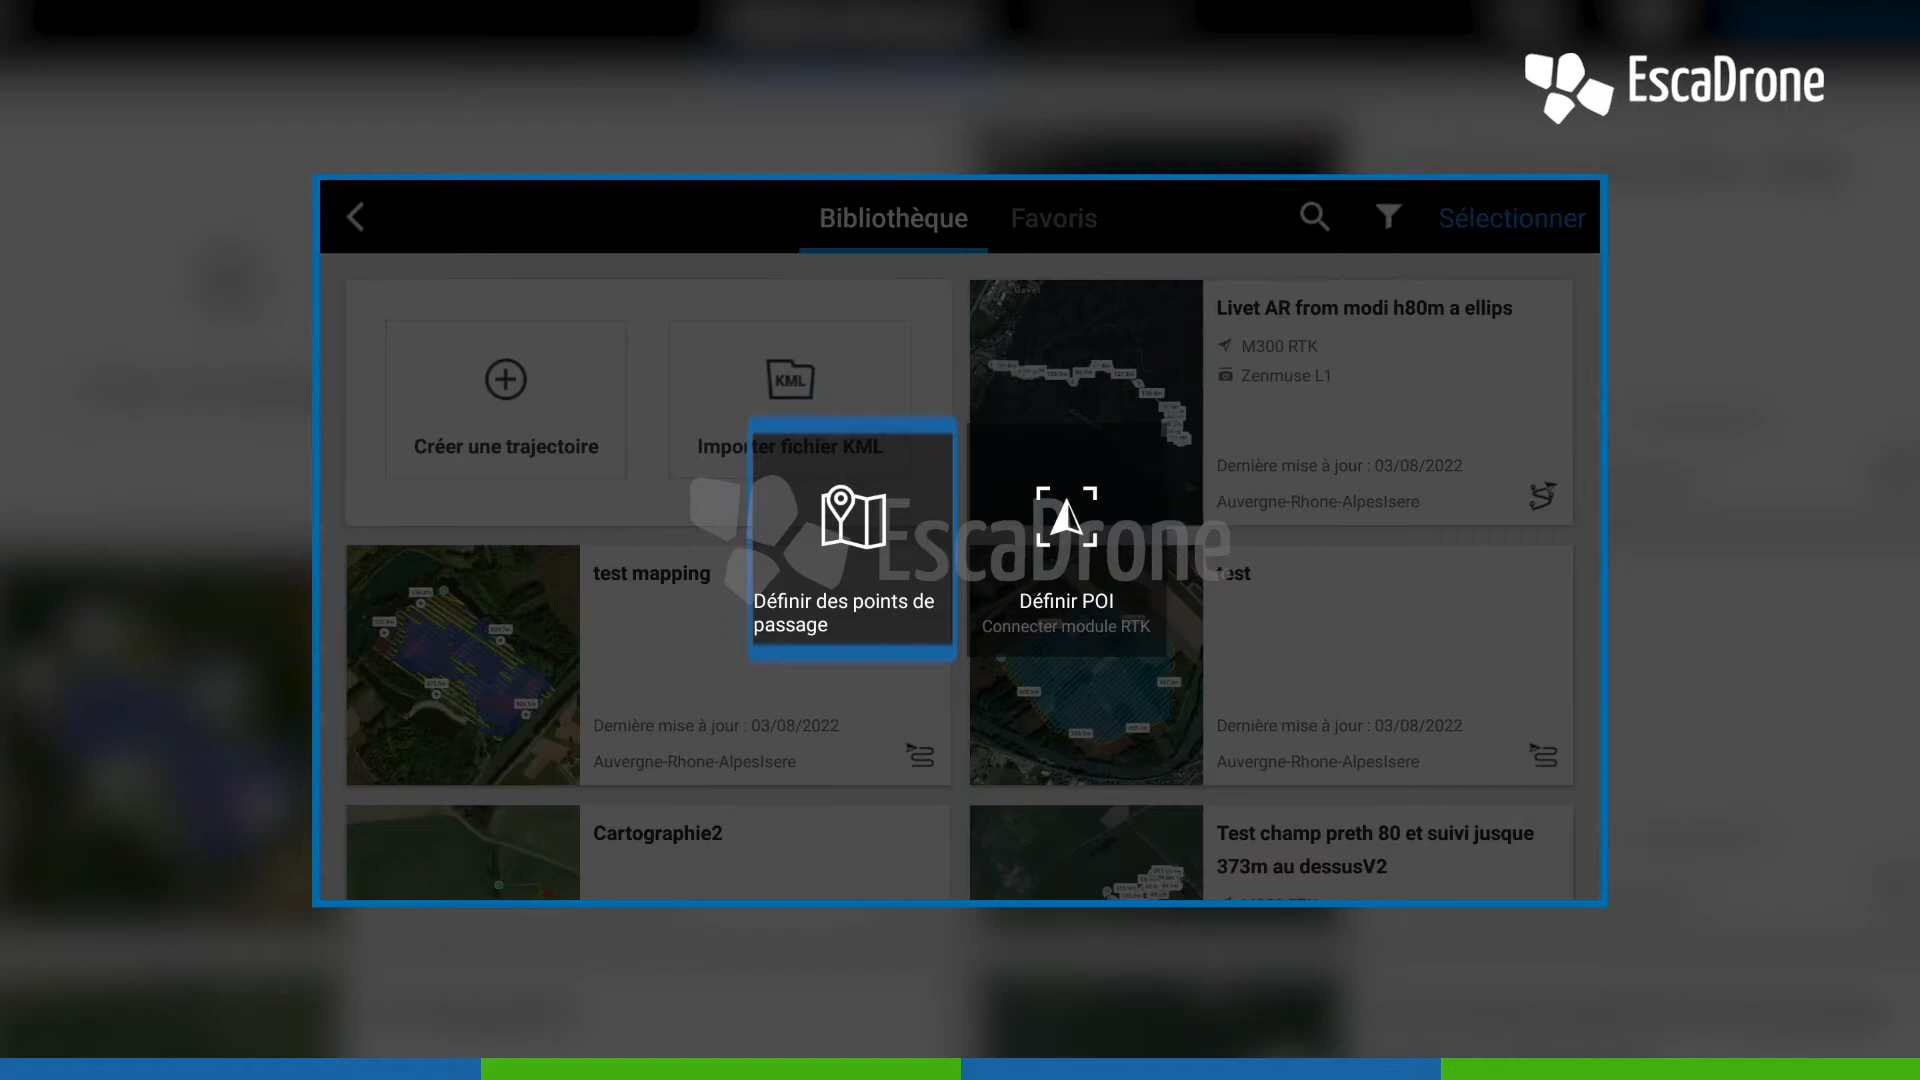 EscaDrone
Bibliothèque
Favoris
Sélectionner
Créer une trajectoire
KML
Importer fichier KML
Gavet
Livet AR from modi h80m a ellips
M300 RTK
Zenmuse L1
Dernière mise à jour : 03/08/2022
Auvergne-Rhone-AlpesIsere
EscaDrone
Définir des points de
passage
Définir POI
Connecter module RTK
test mapping
Dernière mise à jour : 03/08/2022
Auvergne-Rhone-AlpesIsere
test
Dernière mise à jour : 03/08/2022
Auvergne-Rhone-AlpesIsere
Cartographie2
Test champ preth 80 et suivi jusque
373m au dessusV2